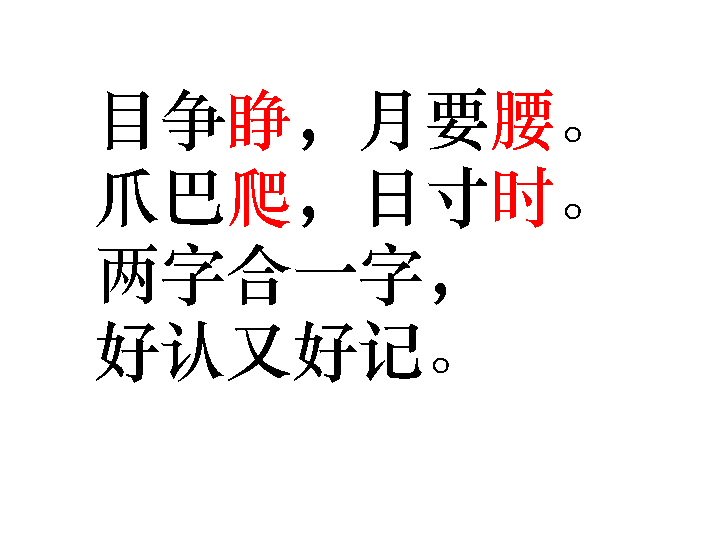 目争睁，月要腰。
爪巴爬，日寸时。
两字合一字，
好认又好记。